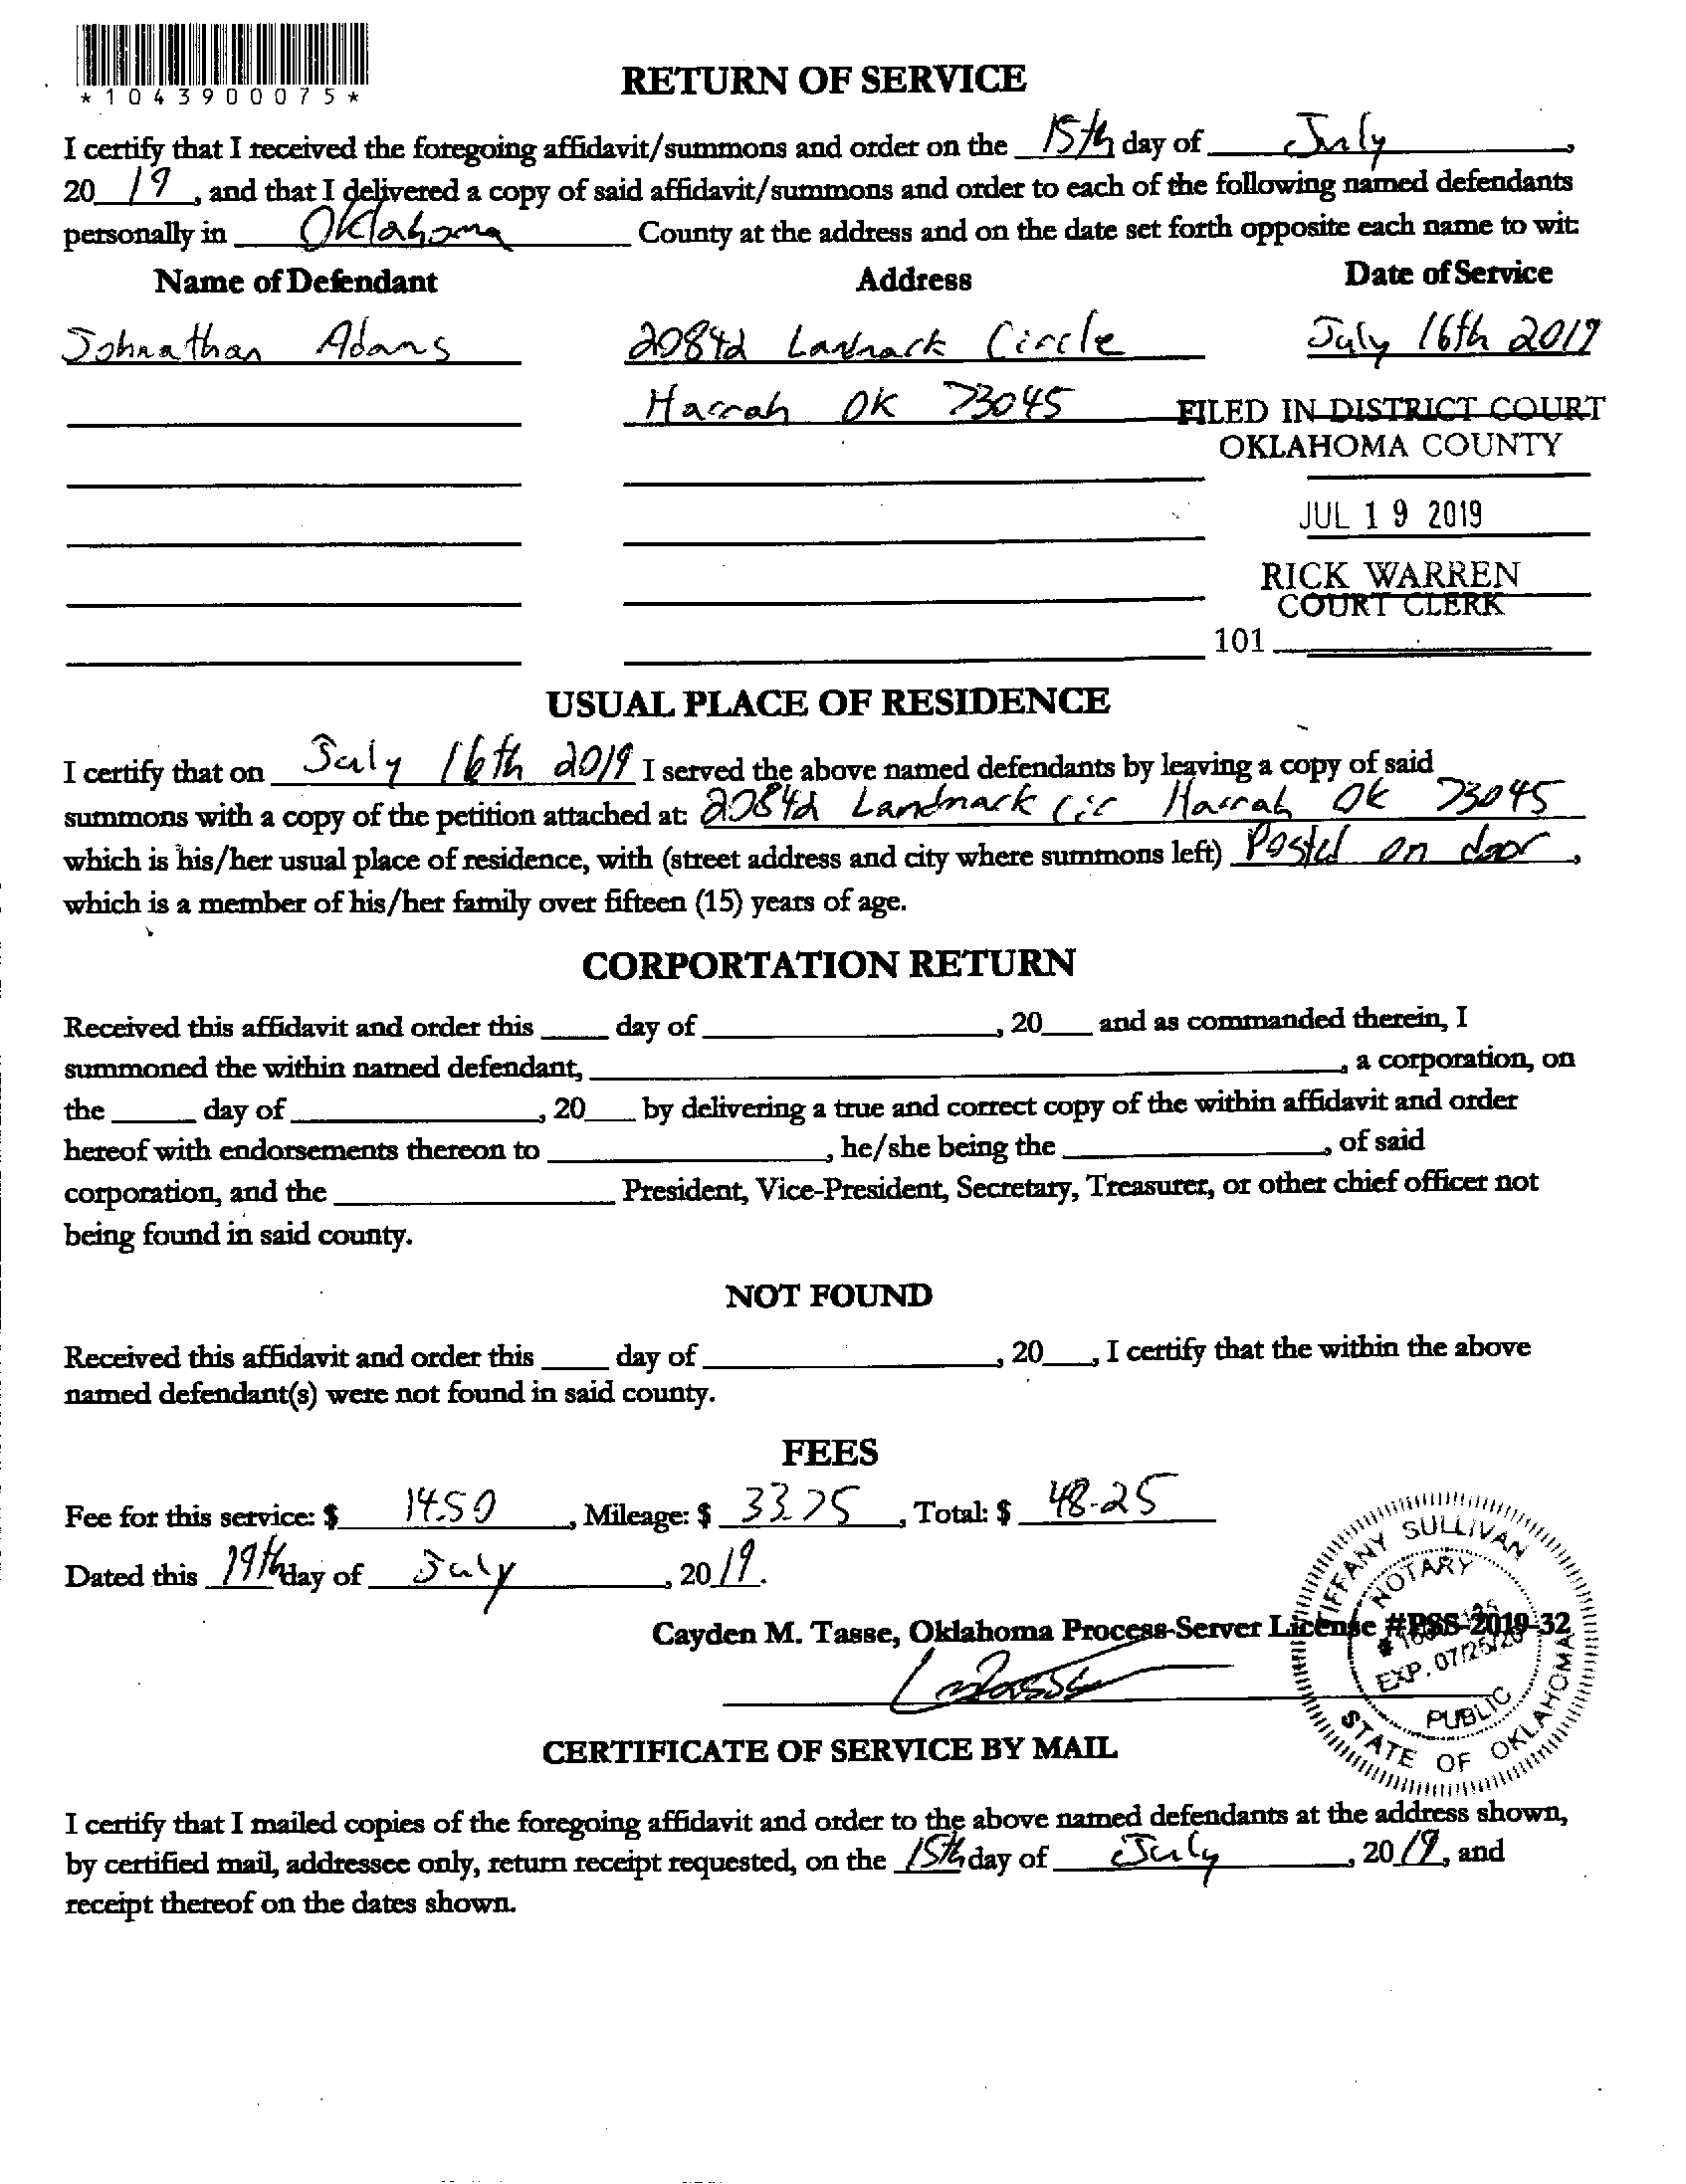 *1043900075*
RETURN OF SERVICE
I certify that I received the foregoing affidavit/summons and order on the 15th day of July,
2019, and that I delivered a copy of said affidavit/summons and order to each of the following named defendants
personally in Oklahoma County at the address and on the date set forth opposite each name to wit:
Name of Defendant Address Date of Service
Johnathan Adams 20842 Landmark Circle July 16th 2019
Harrah OK 73045
FILED IN DISTRICT COURT
OKLAHOMA COUNTY
JUL 19 2019
RICK WARREN
COURT CLERK
101
USUAL PLACE OF RESIDENCE
I certify that on July 16th 2019 I served the above named defendants by leaving a copy of said
summons with a copy of the petition attached at: 20842 Landmark Cir Harrah OK 73045
which is his/her usual place of residence, with (street address and city where summons left) Posted on door,
which is a member of his/her family over fifteen (15) years of age.
CORPORTATION RETURN
Received this affidavit and order this ____ day of ____, 20___ and as commanded therein, I
summoned the within named defendant, ____, a corporation, on
the ____ day of ____, 20___ by delivering a true and correct copy of the within affidavit and order
hereof with endorsements thereon to ____, he/she being the ____, of said
corporation, and the ____ President, Vice-President, Secretary, Treasurer, or other chief officer not
being found in said county.
NOT FOUND
Received this affidavit and order this ____ day of ____, 20___, I certify that the within the above
named defendant(s) were not found in said county.
FEES
Fee for this service: $ 14.50, Mileage: $ 33.75, Total: $ 48.25
Dated this 19th day of July, 2019.
Cayden M. Tasse, Oklahoma Process Server License #PSS-2019-32
TIFFANY SULLIVAN
NOTARY
EXP. 07/25/20
PUBLIC
STATE OF OKLAHOMA
CERTIFICATE OF SERVICE BY MAIL
I certify that I mailed copies of the foregoing affidavit and order to the above named defendants at the address shown,
by certified mail, addressee only, return receipt requested, on the 15th day of July, 2019, and
receipt thereof on the dates shown.